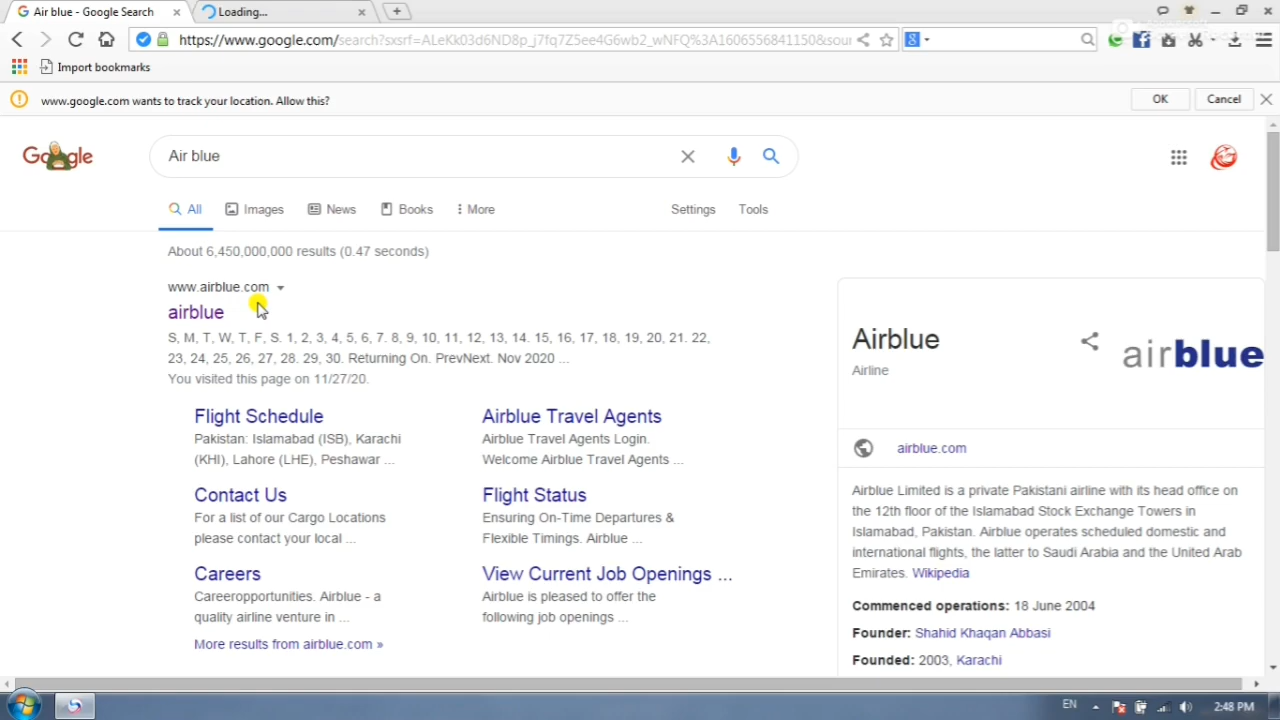 Air blue - Google Search
Loading...
https://www.google.com/search?sxsrf=ALeKk03d6ND8p_j7fq7Z5ee4G6wb2_wNFQ%3A1606556841150&sour
Import bookmarks
www.google.com wants to track your location. Allow this?
OK
Cancel
Google
Air blue
All
Images
News
Books
More
Settings
Tools
About 6,450,000,000 results (0.47 seconds)
www.airblue.com
airblue
S, M, T, W, T, F, S. 1, 2, 3, 4, 5, 6, 7. 8, 9, 10, 11, 12, 13, 14. 15, 16, 17, 18, 19, 20, 21. 22,
23, 24, 25, 26, 27, 28. 29, 30. Returning On. PrevNext. Nov 2020 ...
You visited this page on 11/27/20.
Flight Schedule
Pakistan: Islamabad (ISB), Karachi
(KHI), Lahore (LHE), Peshawar ...
Airblue Travel Agents
Airblue Travel Agents Login.
Welcome Airblue Travel Agents ...
Contact Us
For a list of our Cargo Locations
please contact your local ...
Flight Status
Ensuring On-Time Departures &
Flexible Timings. Airblue ...
Careers
Careeropportunities. Airblue - a
quality airline venture in ...
View Current Job Openings ...
Airblue is pleased to offer the
following job openings ...
More results from airblue.com »
Airblue
Airline
airblue
airblue.com
Airblue Limited is a private Pakistani airline with its head office on
the 12th floor of the Islamabad Stock Exchange Towers in
Islamabad, Pakistan. Airblue operates scheduled domestic and
international flights, the latter to Saudi Arabia and the United Arab
Emirates. Wikipedia
Commenced operations: 18 June 2004
Founder: Shahid Khaqan Abbasi
Founded: 2003, Karachi
EN
2:48 PM